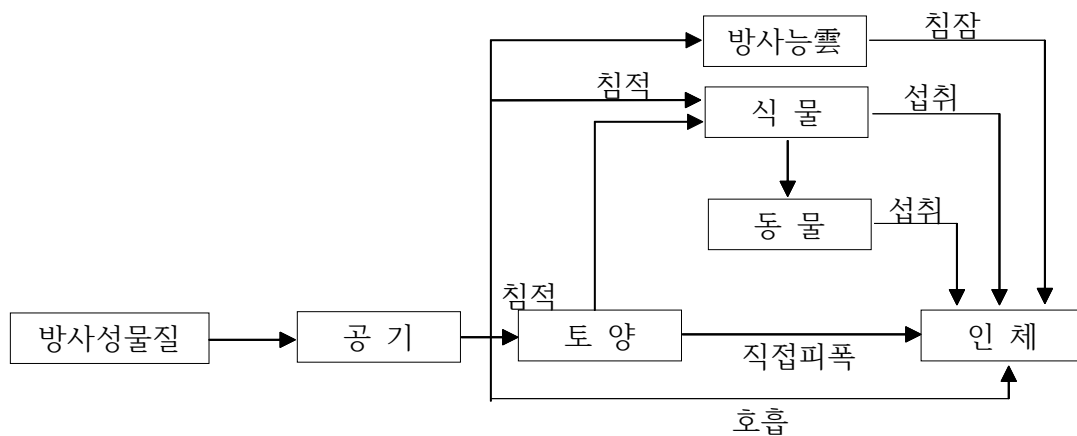 방사능雲
침잠
침적
식 물
섭취
동 물
섭취
침적
방사성물질
공 기
토 양
직접피폭
인 체
호흡